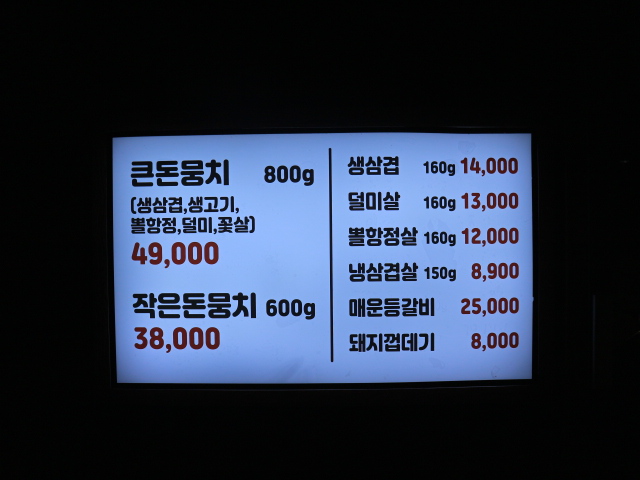 큰돈뭉치 800g
(생삼겹,생고기,
뽈항정,덜미,꽃살)
49,000
작은돈뭉치 600g
38,000
생삼겹 160g 14,000
덜미살 160g 13,000
뽈항정살 160g 12,000
냉삼겹살 150g 8,900
매운등갈비 25,000
돼지껍데기 8,000